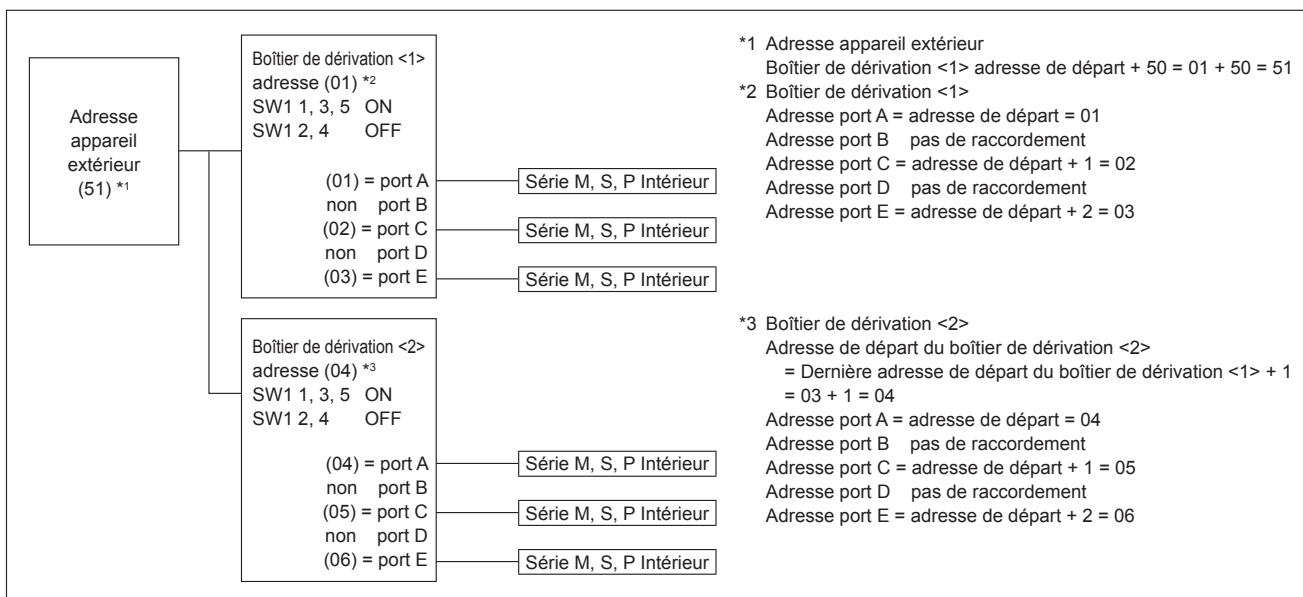 Adresse
appareil
extérieur
(51) *1
Boîtier de dérivation <1>
adresse (01) *2
SW1 1, 3, 5 ON
SW1 2, 4 OFF
(01) = port A
non port B
(02) = port C
non port D
(03) = port E
Série M, S, P Intérieur
Série M, S, P Intérieur
Série M, S, P Intérieur
Boîtier de dérivation <2>
adresse (04) *3
SW1 1, 3, 5 ON
SW1 2, 4 OFF
(04) = port A
non port B
(05) = port C
non port D
(06) = port E
Série M, S, P Intérieur
Série M, S, P Intérieur
Série M, S, P Intérieur
*1 Adresse appareil extérieur
Boîtier de dérivation <1> adresse de départ + 50 = 01 + 50 = 51
*2 Boîtier de dérivation <1>
Adresse port A = adresse de départ = 01
Adresse port B pas de raccordement
Adresse port C = adresse de départ + 1 = 02
Adresse port D pas de raccordement
Adresse port E = adresse de départ + 2 = 03
*3 Boîtier de dérivation <2>
Adresse de départ du boîtier de dérivation <2>
= Dernière adresse de départ du boîtier de dérivation <1> + 1
= 03 + 1 = 04
Adresse port A = adresse de départ = 04
Adresse port B pas de raccordement
Adresse port C = adresse de départ + 1 = 05
Adresse port D pas de raccordement
Adresse port E = adresse de départ + 2 = 06